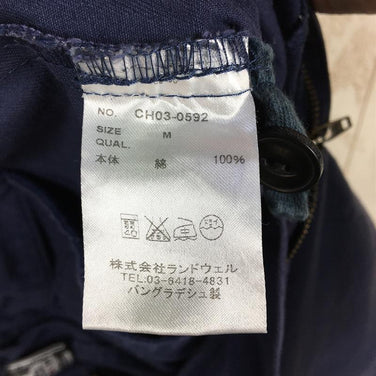 NO. CH03-0592
SIZE M
QUAL.
本体 綿 100%
株式会社ランドウェル
TEL:03-6418-4831
バングラデシュ製